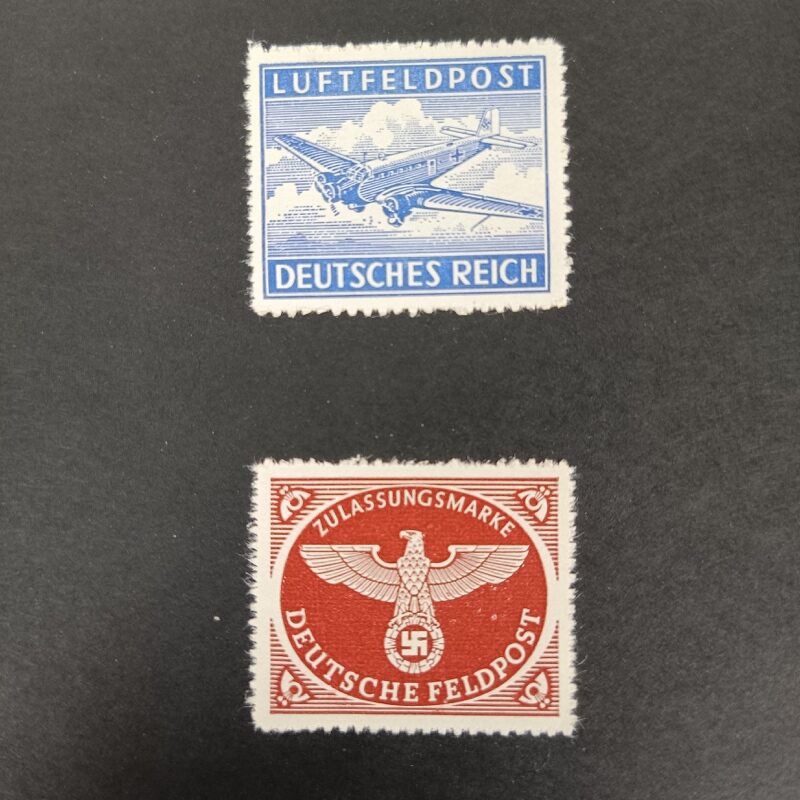 LUFTFELDPOST
DEUTSCHES REICH
ZULASSUNGSMARKE
DEUTSCHE FELDPOST